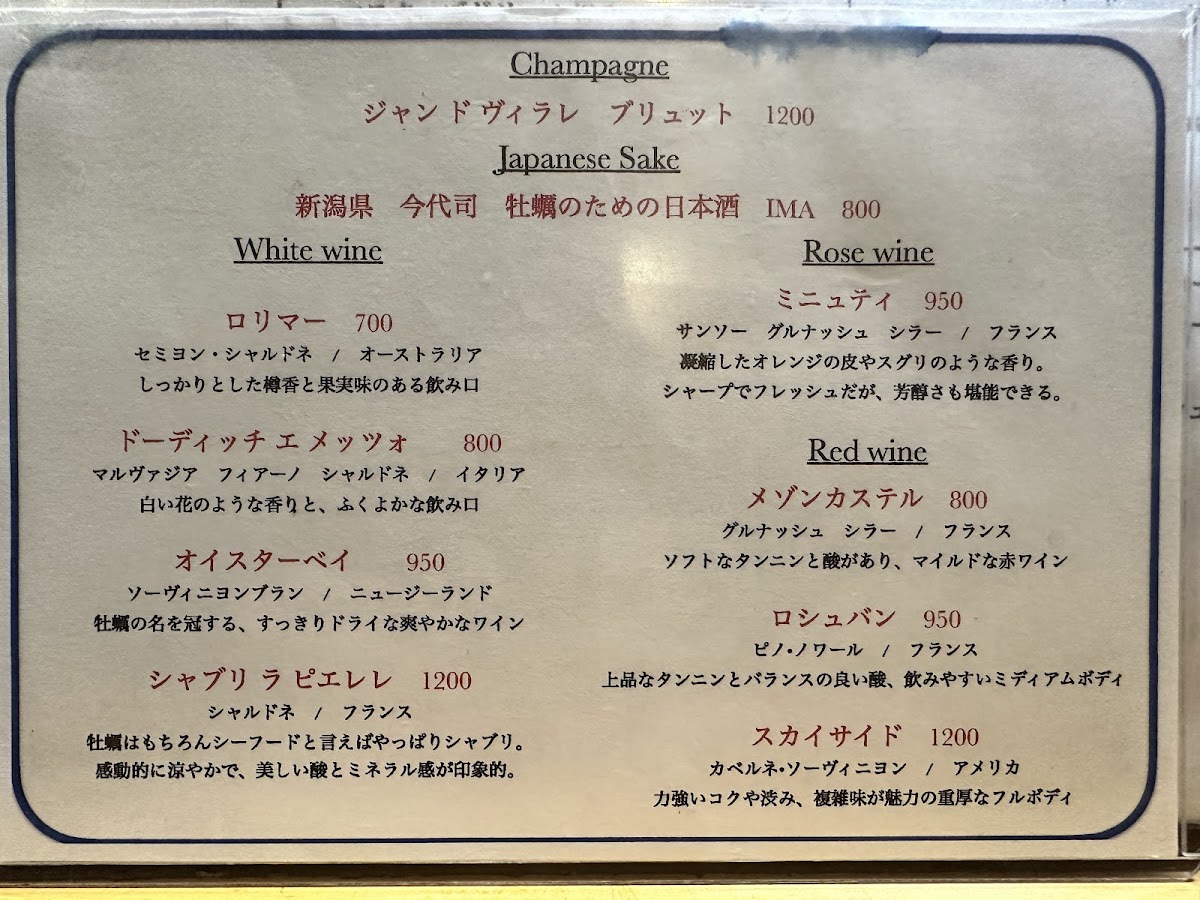 Champagne
ジャン ド ヴィラレ　ブリュット　1200
Japanese Sake
新潟県　今代司　牡蠣のための日本酒　IMA　800
White wine
ロリマー　700
セミヨン・シャルドネ　/　オーストラリア
しっかりとした樽香と果実味のある飲み口
ドーディッチ エ メッツォ　　800
マルヴァジア　フィアーノ　シャルドネ　/　イタリア
白い花のような香りと、ふくよかな飲み口
オイスターベイ　　950
ソーヴィニヨンブラン　/　ニュージーランド
牡蠣の名を冠する、すっきりドライな爽やかなワイン
シャブリ ラ ピエレレ　1200
シャルドネ　/　フランス
牡蠣はもちろんシーフードと言えばやっぱりシャブリ。
感動的に涼やかで、美しい酸とミネラル感が印象的。
Rose wine
ミニュティ　950
サンソー　グルナッシュ　シラー　/　フランス
凝縮したオレンジの皮やスグリのような香り。
シャープでフレッシュだが、芳醇さも堪能できる。
Red wine
メゾンカステル　800
グルナッシュ　シラー　/　フランス
ソフトなタンニンと酸があり、マイルドな赤ワイン
ロシュバン　950
ピノ・ノワール　/　フランス
上品なタンニンとバランスの良い酸、飲みやすいミディアムボディ
スカイサイド　1200
カベルネ・ソーヴィニヨン　/　アメリカ
力強いコクや渋み、複雑味が魅力の重厚なフルボディ